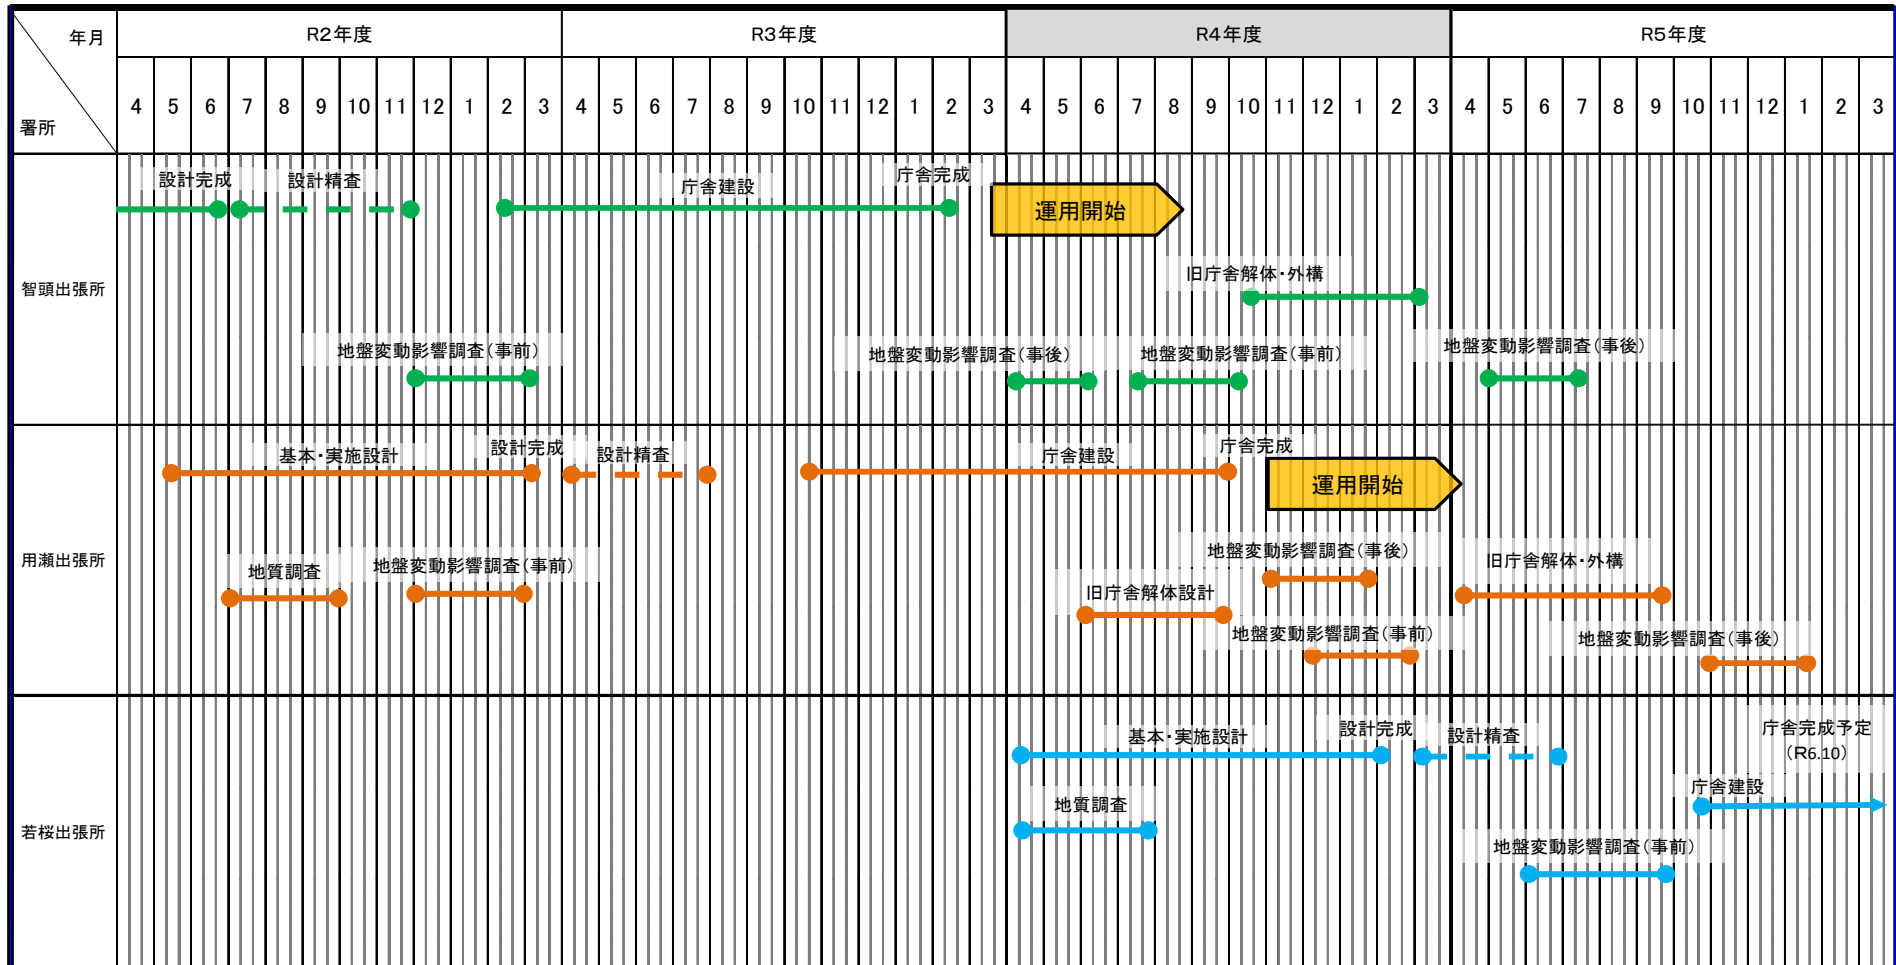 年月
R2年度
R3年度
R4年度
R5年度
署所
4 5 6 7 8 9 10 11 12 1 2 3 4 5 6 7 8 9 10 11 12 1 2 3 4 5 6 7 8 9 10 11 12 1 2 3 4 5 6 7 8 9 10 11 12 1 2 3
智頭出張所
設計完成
設計精査
庁舎建設
庁舎完成
運用開始
旧庁舎解体・外構
地盤変動影響調査(事前)
地盤変動影響調査(事後)
地盤変動影響調査(事前)
地盤変動影響調査(事後)
用瀬出張所
基本・実施設計
設計完成
設計精査
庁舎建設
庁舎完成
運用開始
地質調査
地盤変動影響調査(事前)
地盤変動影響調査(事後)
旧庁舎解体・外構
旧庁舎解体設計
地盤変動影響調査(事前)
地盤変動影響調査(事後)
若桜出張所
基本・実施設計
設計完成
設計精査
庁舎完成予定
(R6.10)
地質調査
庁舎建設
地盤変動影響調査(事前)